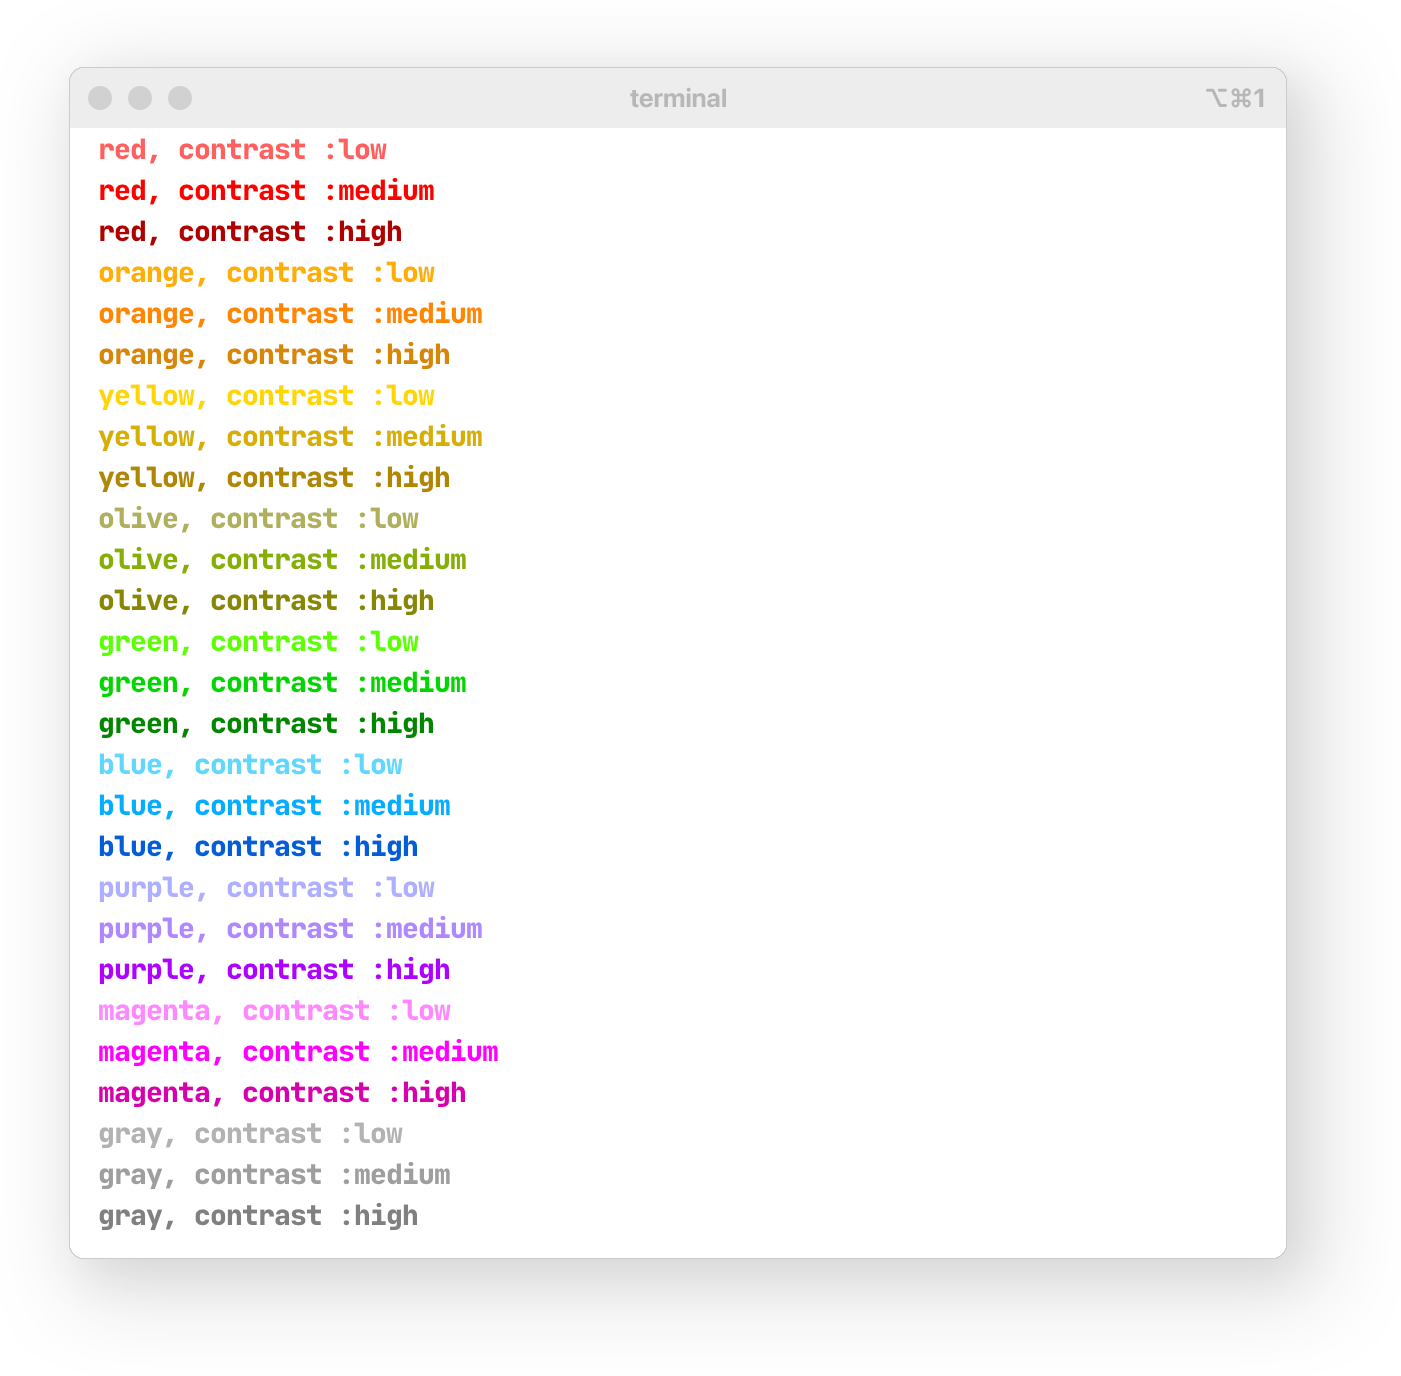 terminal ⌥⌘1
red, contrast :low
red, contrast :medium
red, contrast :high
orange, contrast :low
orange, contrast :medium
orange, contrast :high
yellow, contrast :low
yellow, contrast :medium
yellow, contrast :high
olive, contrast :low
olive, contrast :medium
olive, contrast :high
green, contrast :low
green, contrast :medium
green, contrast :high
blue, contrast :low
blue, contrast :medium
blue, contrast :high
purple, contrast :low
purple, contrast :medium
purple, contrast :high
magenta, contrast :low
magenta, contrast :medium
magenta, contrast :high
gray, contrast :low
gray, contrast :medium
gray, contrast :high